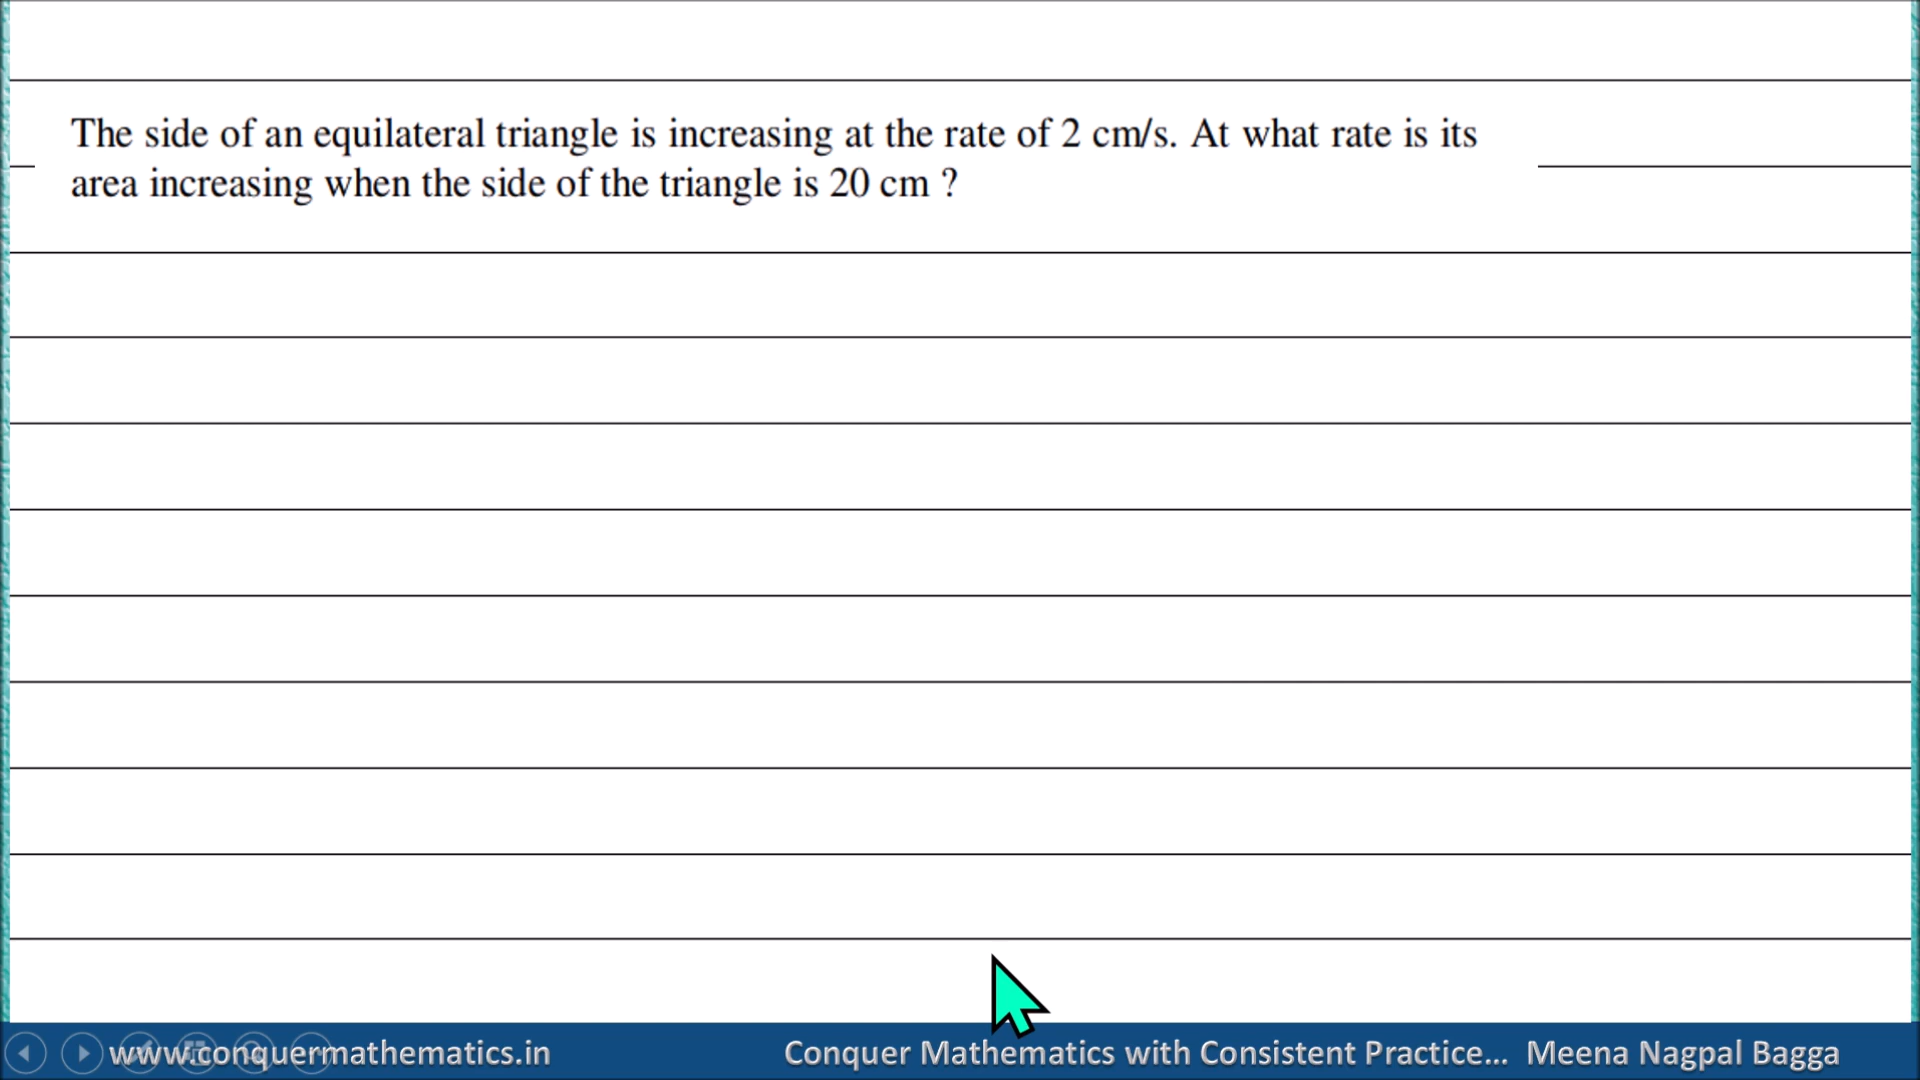 The side of an equilateral triangle is increasing at the rate of 2 cm/s. At what rate is its
area increasing when the side of the triangle is 20 cm ?
www.conquermathematics.in
Conquer Mathematics with Consistent Practice... Meena Nagpal Bagga